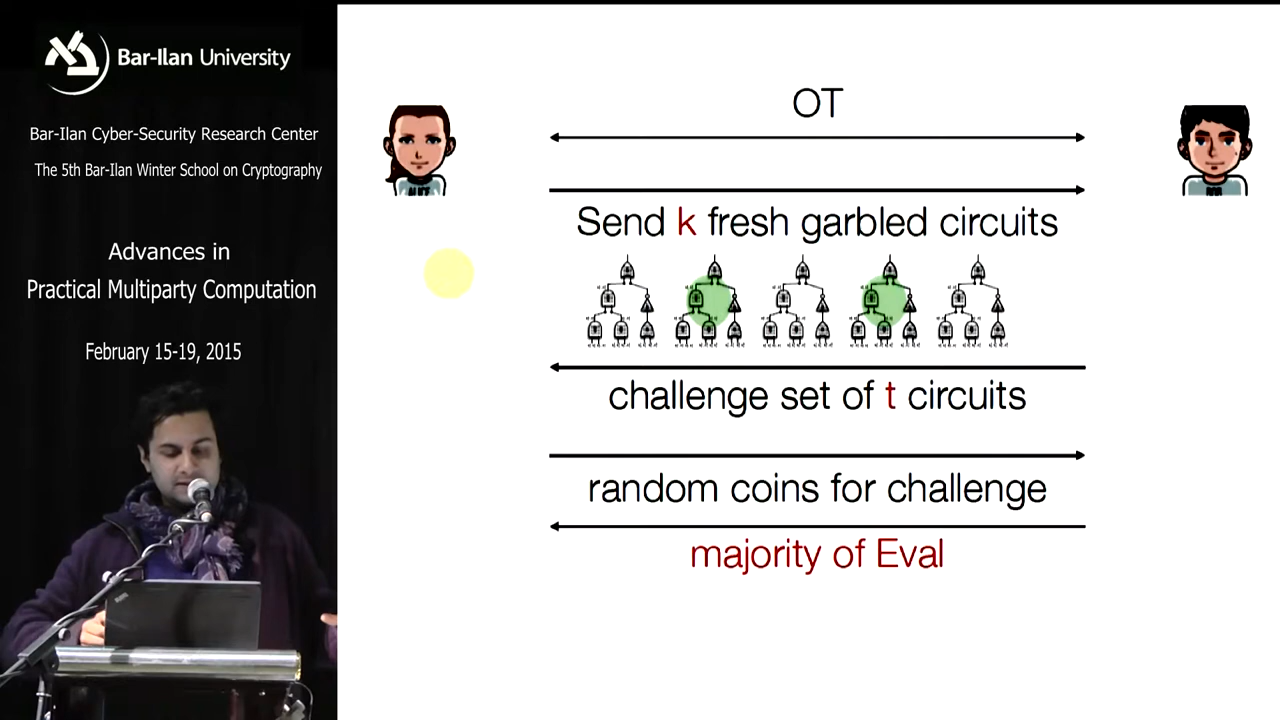 Bar-Ilan University
Bar-Ilan Cyber-Security Research Center
The 5th Bar-Ilan Winter School on Cryptography
Advances in
Practical Multiparty Computation
February 15-19, 2015
OT
Send k fresh garbled circuits
challenge set of t circuits
random coins for challenge
majority of Eval